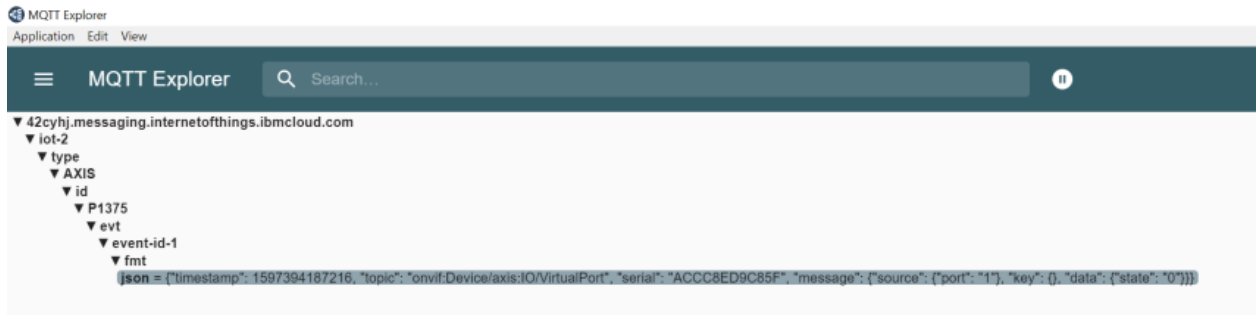 MQTT Explorer
Application Edit View
MQTT Explorer Search...
▼ 42cyhj.messaging.internetofthings.ibmcloud.com
▼ iot-2
▼ type
▼ AXIS
▼ id
▼ P1375
▼ evt
▼ event-id-1
▼ fmt
json = {"timestamp": 1597394187216, "topic": "onvif:Device/axis:IO/VirtualPort", "serial": "ACCC8ED9C85F", "message": {"source": {"port": "1"}, "key": {}, "data": {"state": "0"}}}